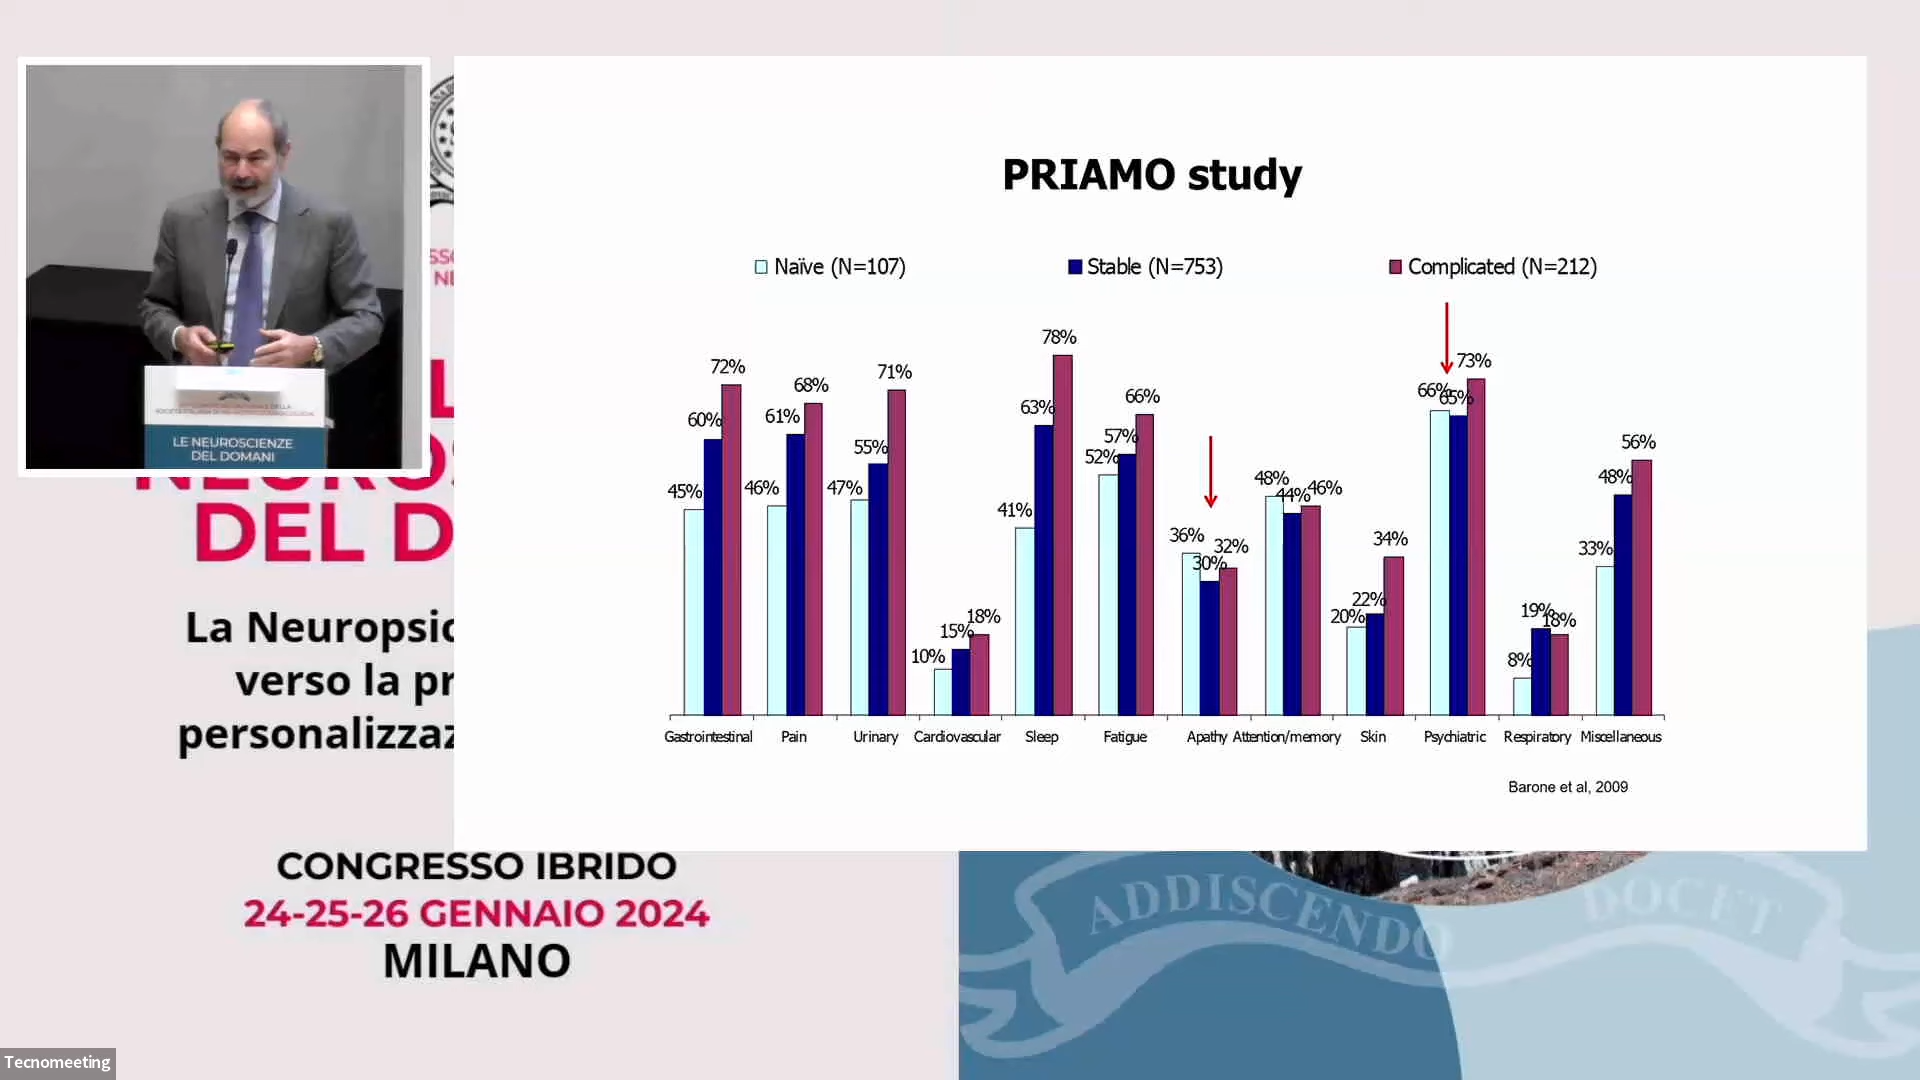 PRIAMO study
Naïve (N=107)
Stable (N=753)
Complicated (N=212)
45% 60% 72%
46% 61% 68%
47% 55% 71%
10% 15% 18%
41% 63% 78%
52% 57% 66%
36% 30% 32%
48% 44% 46%
20% 22% 34%
66% 65% 73%
8% 19% 18%
33% 48% 56%
Gastrointestinal Pain Urinary Cardiovascular Sleep Fatigue Apathy Attention/memory Skin Psychiatric Respiratory Miscellaneous
Barone et al, 2009
LE NEUROSCIENZE
DEL DOMANI
DEL D
La Neuropsic
verso la pr
personalizzaz
CONGRESSO IBRIDO
24-25-26 GENNAIO 2024
MILANO
ADDISCENDO DOCET
Tecnomeeting